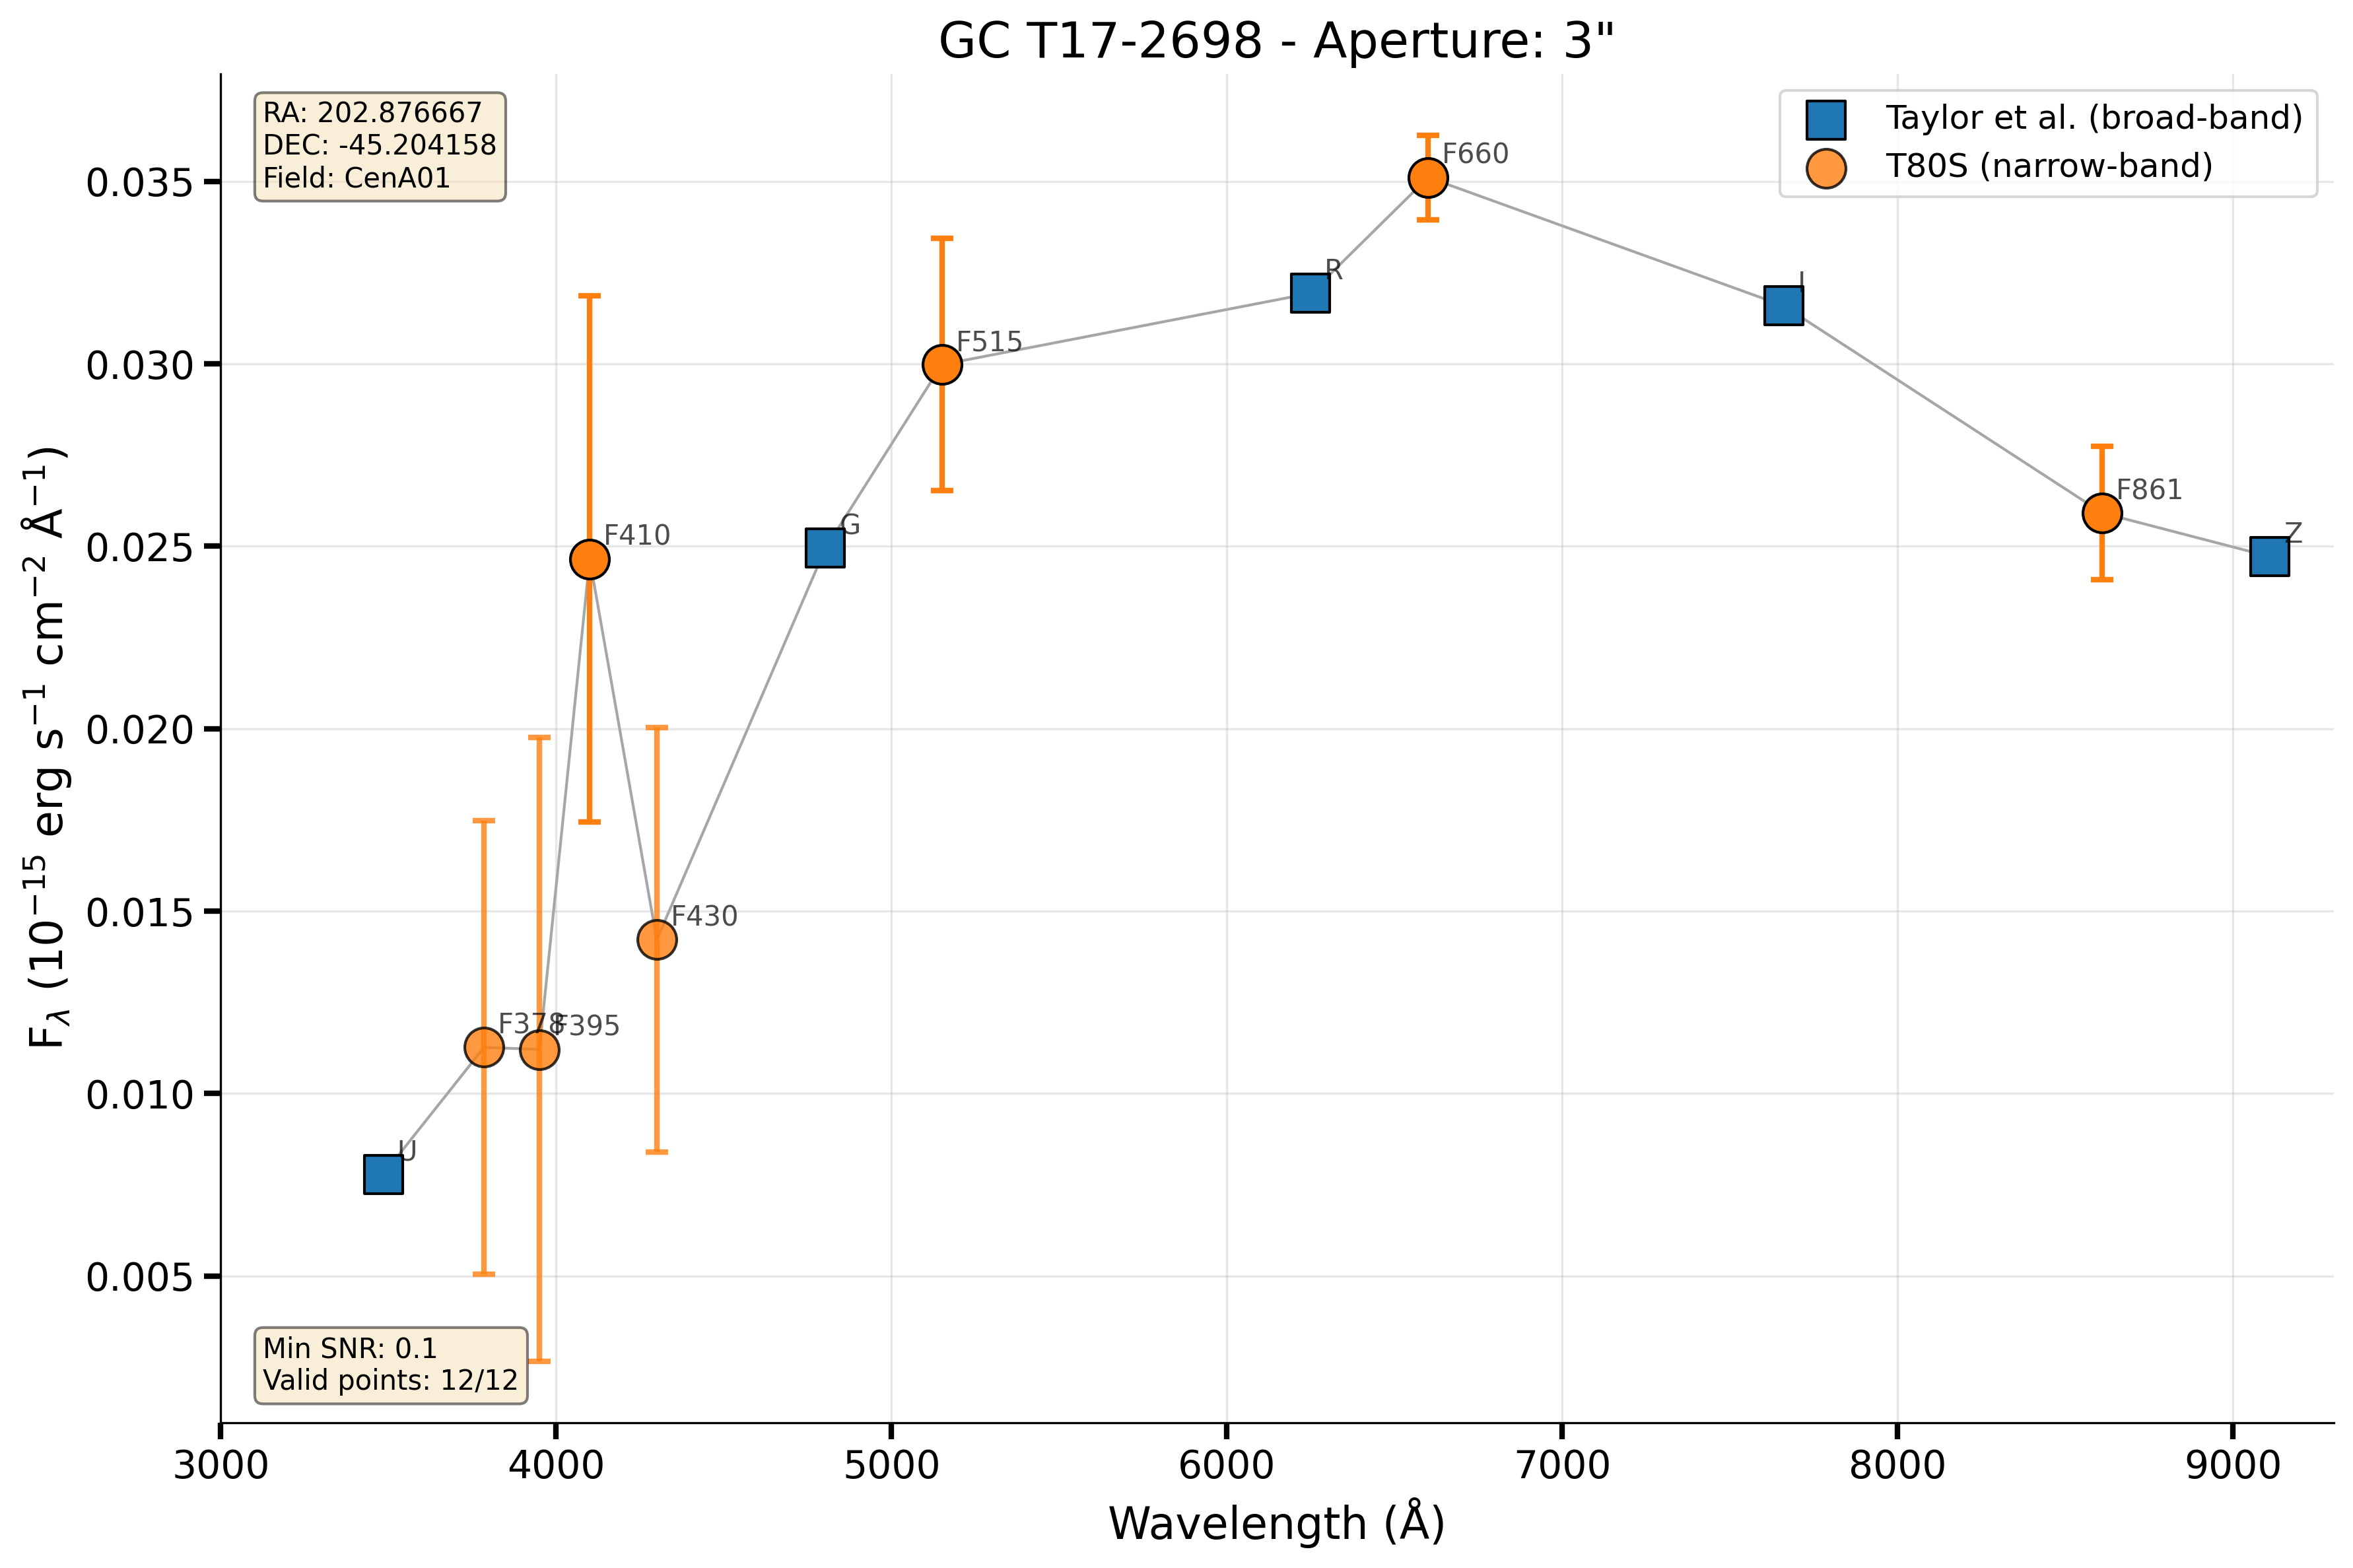 GC T17-2698 - Aperture: 3"
RA: 202.876667
DEC: -45.204158
Field: CenA01
Taylor et al. (broad-band)
T80S (narrow-band)
F660
R
I
F515
F861
Z
F410
G
F430
F378
F395
U
Min SNR: 0.1
Valid points: 12/12
0.035
0.030
0.025
0.020
0.015
0.010
0.005
F_λ (10⁻¹⁵ erg s⁻¹ cm⁻² Å⁻¹)
3000 4000 5000 6000 7000 8000 9000
Wavelength (Å)